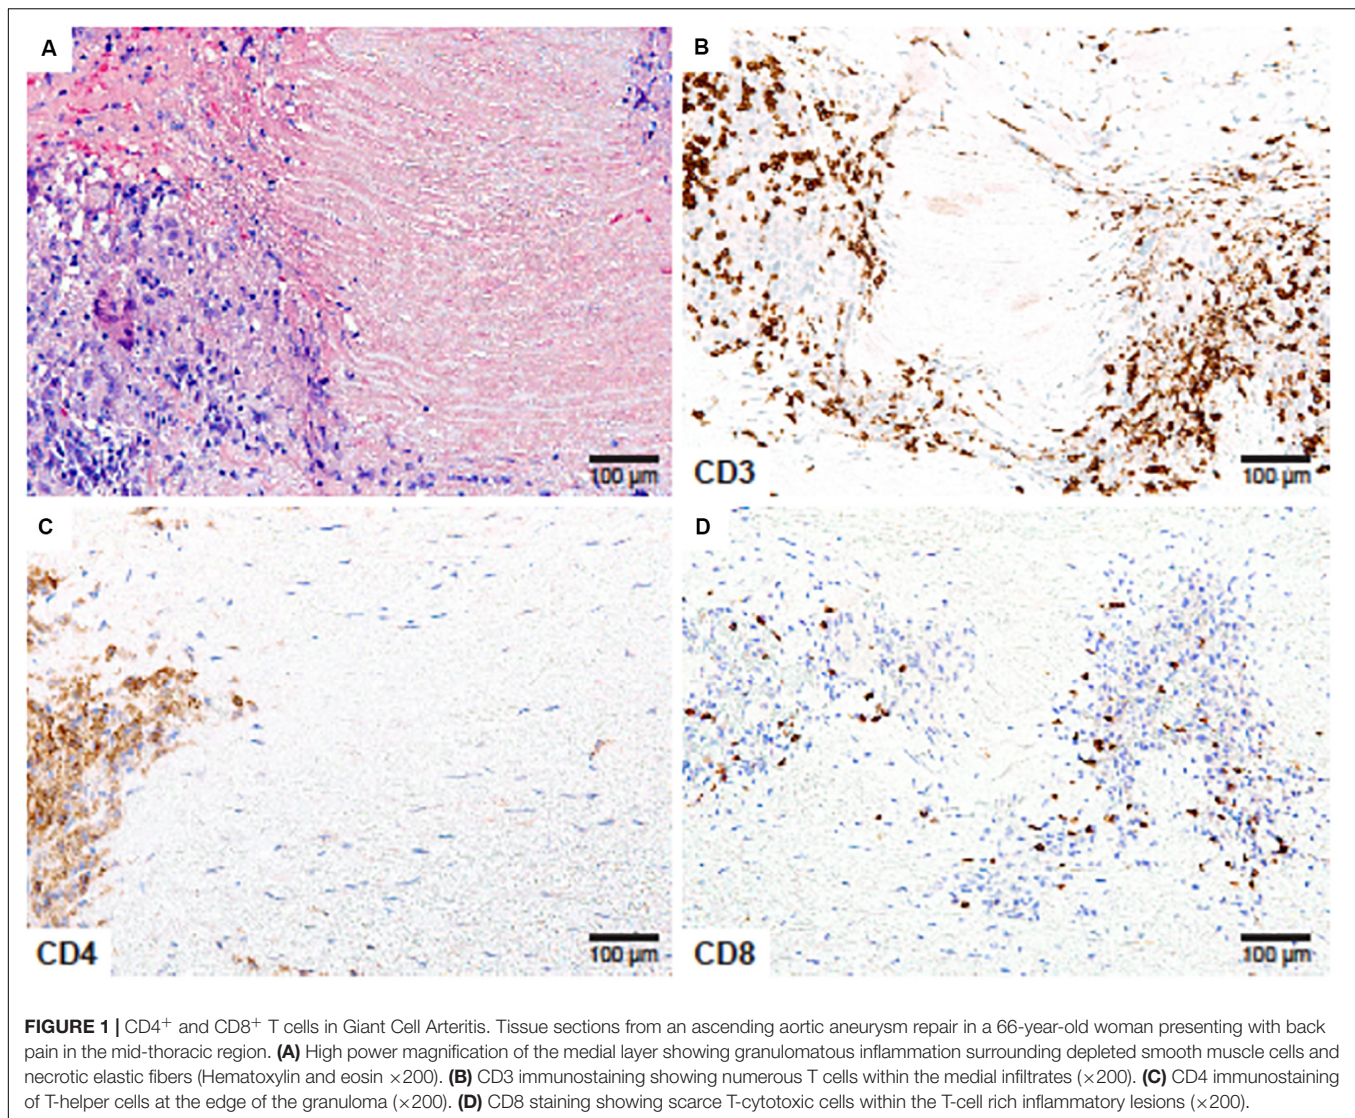 A
B
100 µm
CD3
100 µm
C
D
CD4
100 µm
CD8
100 µm
FIGURE 1 | CD4+ and CD8+ T cells in Giant Cell Arteritis. Tissue sections from an ascending aortic aneurysm repair in a 66-year-old woman presenting with back
pain in the mid-thoracic region. (A) High power magnification of the medial layer showing granulomatous inflammation surrounding depleted smooth muscle cells and
necrotic elastic fibers (Hematoxylin and eosin ×200). (B) CD3 immunostaining showing numerous T cells within the medial infiltrates (×200). (C) CD4 immunostaining
of T-helper cells at the edge of the granuloma (×200). (D) CD8 staining showing scarce T-cytotoxic cells within the T-cell rich inflammatory lesions (×200).